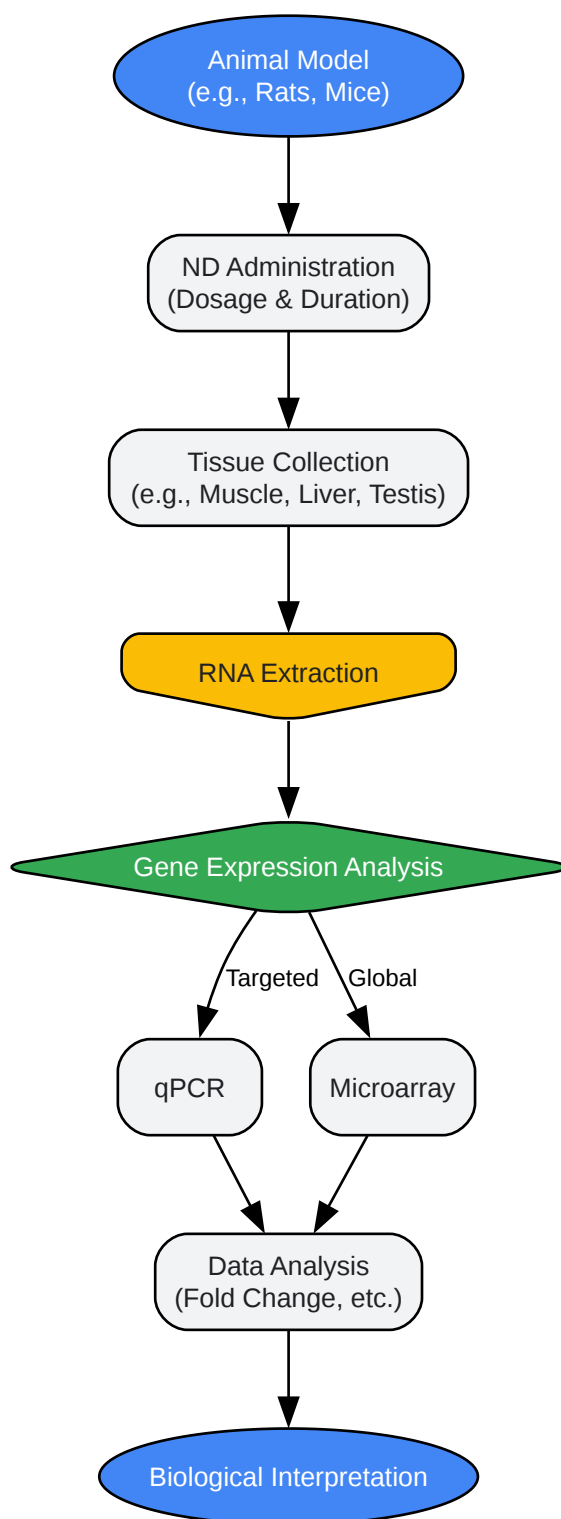 Animal Model
(e.g., Rats, Mice)
ND Administration
(Dosage & Duration)
Tissue Collection
(e.g., Muscle, Liver, Testis)
RNA Extraction
Gene Expression Analysis
Targeted
Global
qPCR
Microarray
Data Analysis
(Fold Change, etc.)
Biological Interpretation